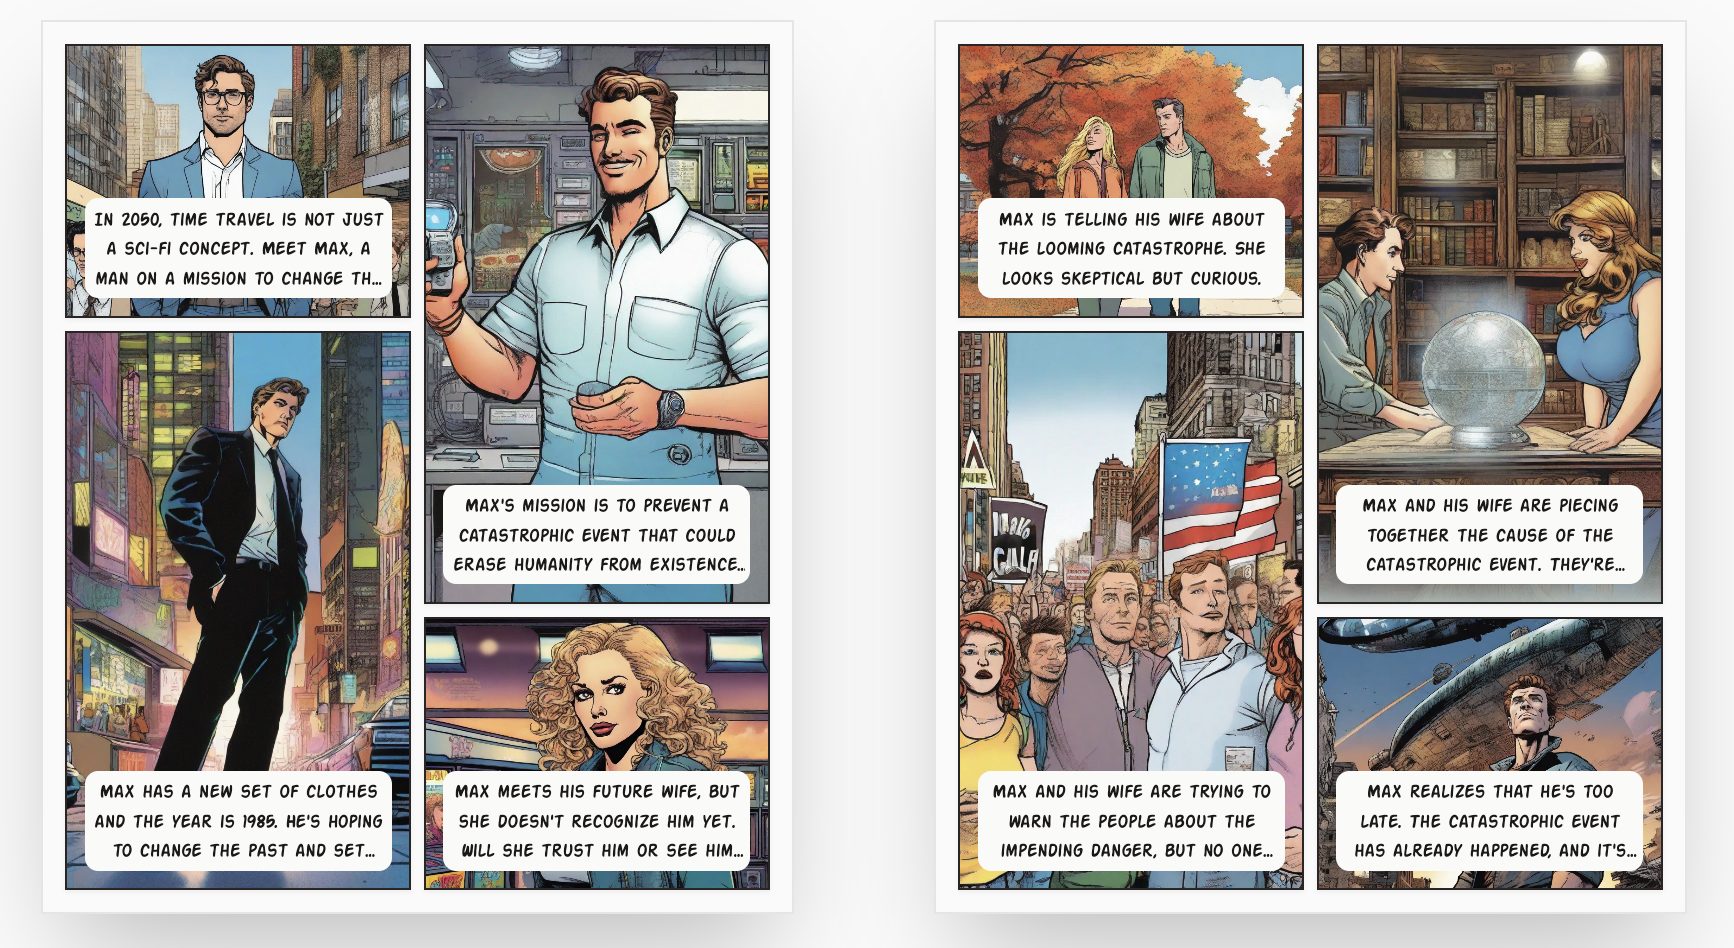 IN 2050, TIME TRAVEL IS NOT JUST
A SCI-FI CONCEPT. MEET MAX, A
MAN ON A MISSION TO CHANGE TH...
MAX'S MISSION IS TO PREVENT A
CATASTROPHIC EVENT THAT COULD
ERASE HUMANITY FROM EXISTENCE...
MAX HAS A NEW SET OF CLOTHES
AND THE YEAR IS 1985. HE'S HOPING
TO CHANGE THE PAST AND SET...
MAX MEETS HIS FUTURE WIFE, BUT
SHE DOESN'T RECOGNIZE HIM YET.
WILL SHE TRUST HIM OR SEE HIM...
MAX IS TELLING HIS WIFE ABOUT
THE LOOMING CATASTROPHE. SHE
LOOKS SKEPTICAL BUT CURIOUS.
MAX AND HIS WIFE ARE PIECING
TOGETHER THE CAUSE OF THE
CATASTROPHIC EVENT. THEY'RE...
MAX AND HIS WIFE ARE TRYING TO
WARN THE PEOPLE ABOUT THE
IMPENDING DANGER, BUT NO ONE...
MAX REALIZES THAT HE'S TOO
LATE. THE CATASTROPHIC EVENT
HAS ALREADY HAPPENED, AND IT'S...